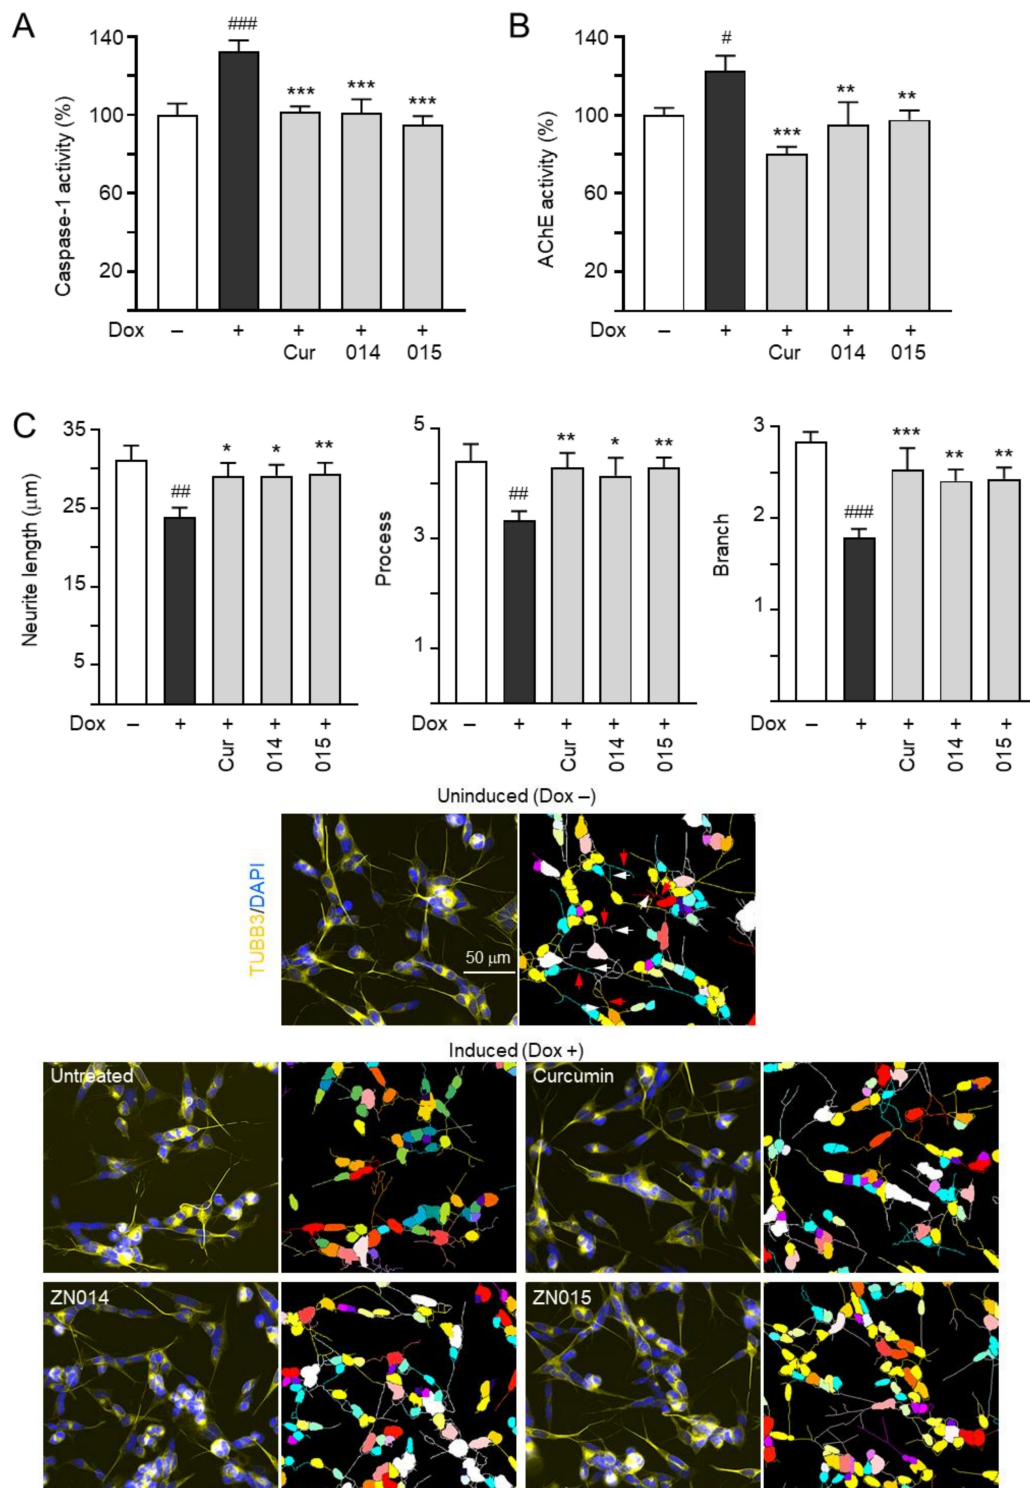 A
Caspase-1 activity (%)
140
100
60
20
###
***
***
***
Dox – + + + +
Cur 014 015
B
AChE activity (%)
140
100
60
20
#
***
**
**
Dox – + + + +
Cur 014 015
C
Neurite length (μm)
35
25
15
5
##
*
*
**
Dox – + + + +
Cur 014 015
Process
5
3
1
##
**
*
**
Dox – + + + +
Cur 014 015
Branch
3
2
1
###
***
**
**
Dox – + + + +
Cur 014 015
Uninduced (Dox –)
TUBB3/DAPI
50 μm
Induced (Dox +)
Untreated
Curcumin
ZN014
ZN015